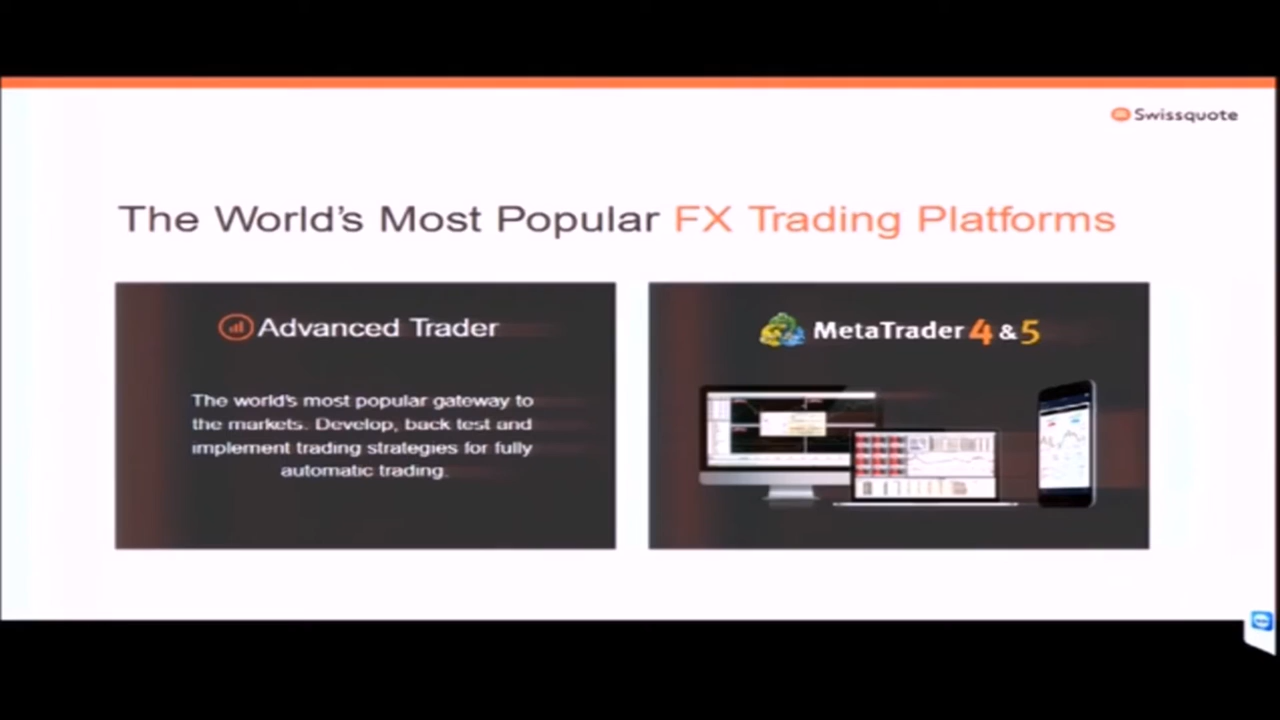 Swissquote
The World's Most Popular FX Trading Platforms
Advanced Trader
The world's most popular gateway to
the markets. Develop, back test and
implement trading strategies for fully
automatic trading.
MetaTrader 4 & 5